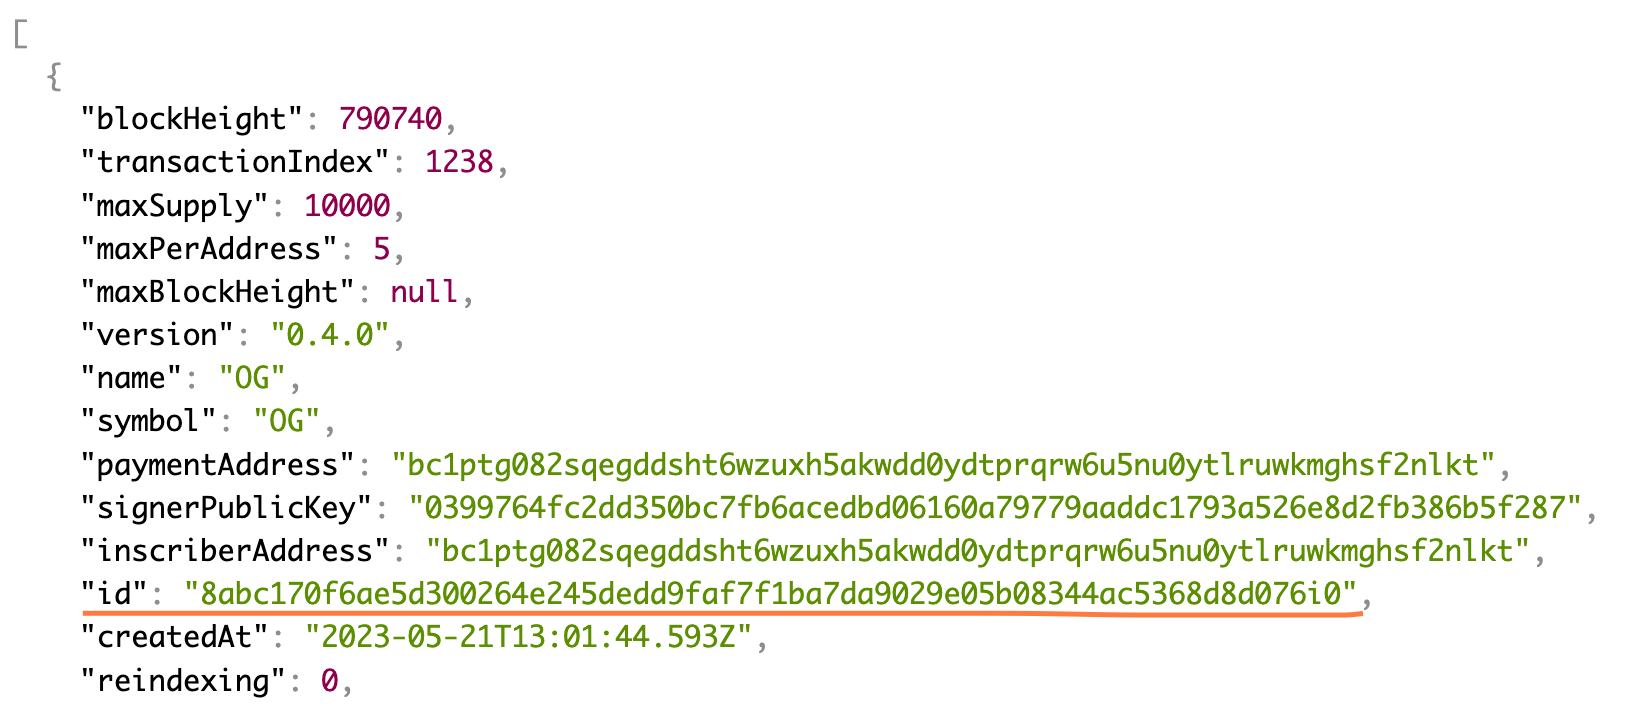 [
{
"blockHeight": 790740,
"transactionIndex": 1238,
"maxSupply": 10000,
"maxPerAddress": 5,
"maxBlockHeight": null,
"version": "0.4.0",
"name": "OG",
"symbol": "OG",
"paymentAddress": "bc1ptg082sqegddsht6wzuxh5akwdd0ydtprqrw6u5nu0ytlruwkmghsf2nlkt",
"signerPublicKey": "0399764fc2dd350bc7fb6acedbd06160a79779aaddc1793a526e8d2fb386b5f287",
"inscriberAddress": "bc1ptg082sqegddsht6wzuxh5akwdd0ydtprqrw6u5nu0ytlruwkmghsf2nlkt",
"id": "8abc170f6ae5d300264e245dedd9faf7f1ba7da9029e05b08344ac5368d8d076i0",
"createdAt": "2023-05-21T13:01:44.593Z",
"reindexing": 0,